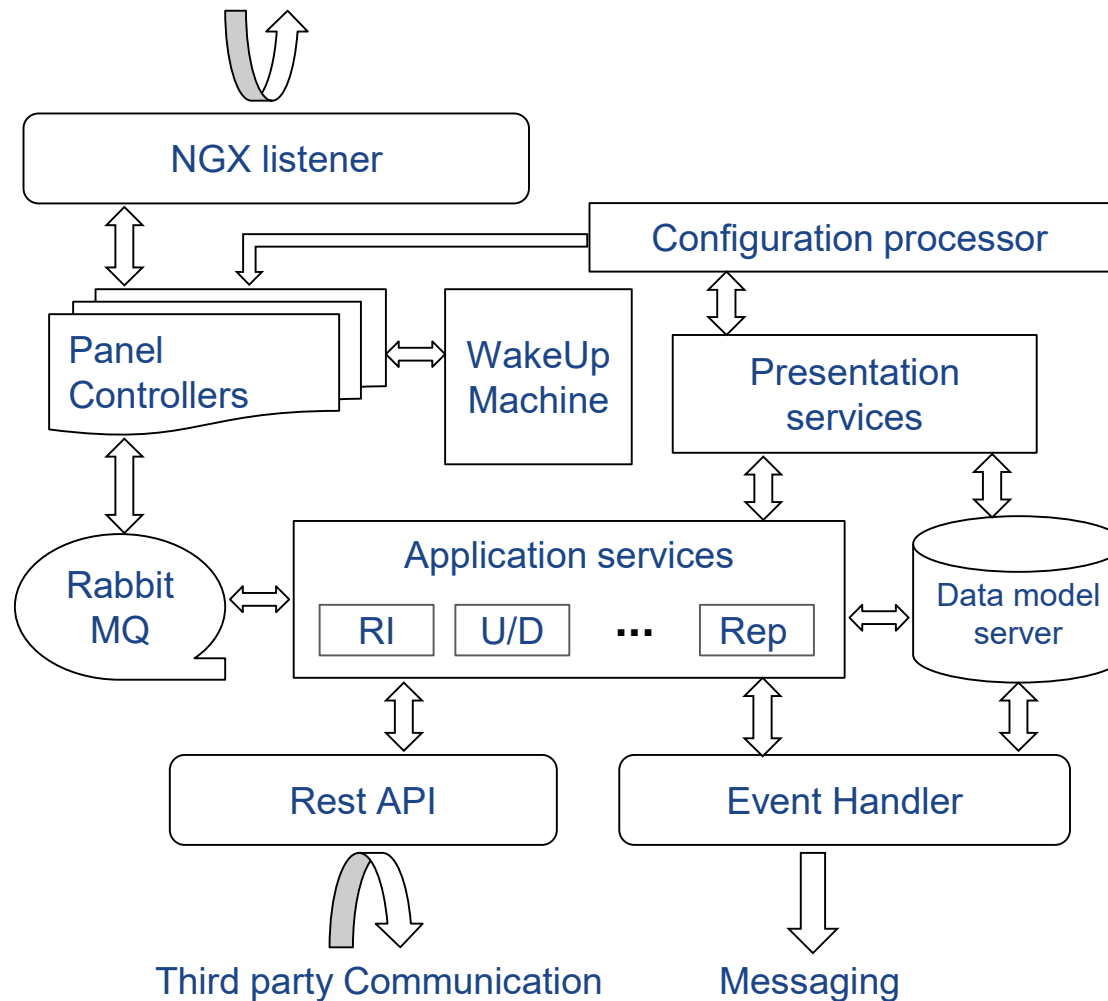 NGX listener
Configuration processor
Panel
Controllers
WakeUp
Machine
Presentation
services
Rabbit
MQ
Application services
RI
U/D
...
Rep
Data model
server
Rest API
Event Handler
Third party Communication
Messaging